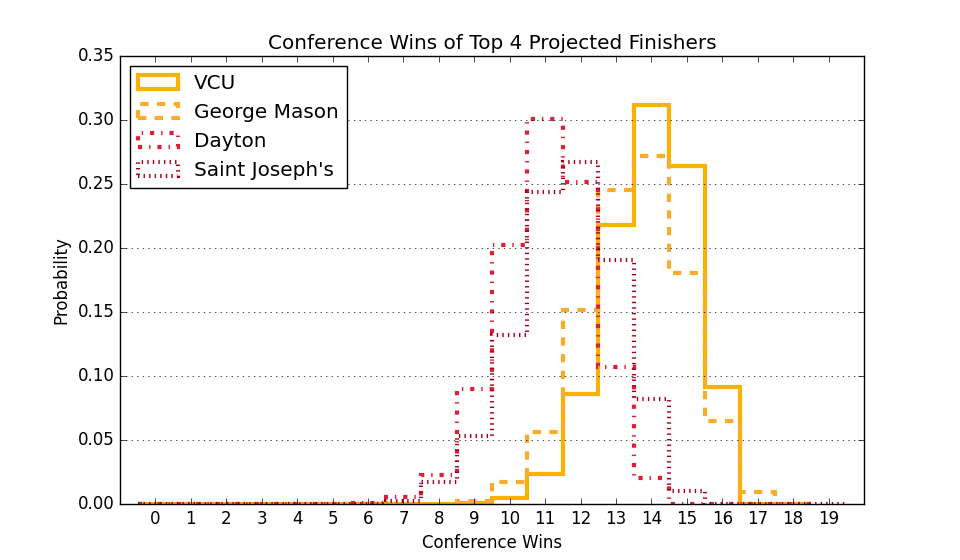 Conference Wins of Top 4 Projected Finishers
VCU
George Mason
Dayton
Saint Joseph's
0.35
0.30
0.25
0.20
0.15
0.10
0.05
0.00
Probability
0 1 2 3 4 5 6 7 8 9 10 11 12 13 14 15 16 17 18 19
Conference Wins